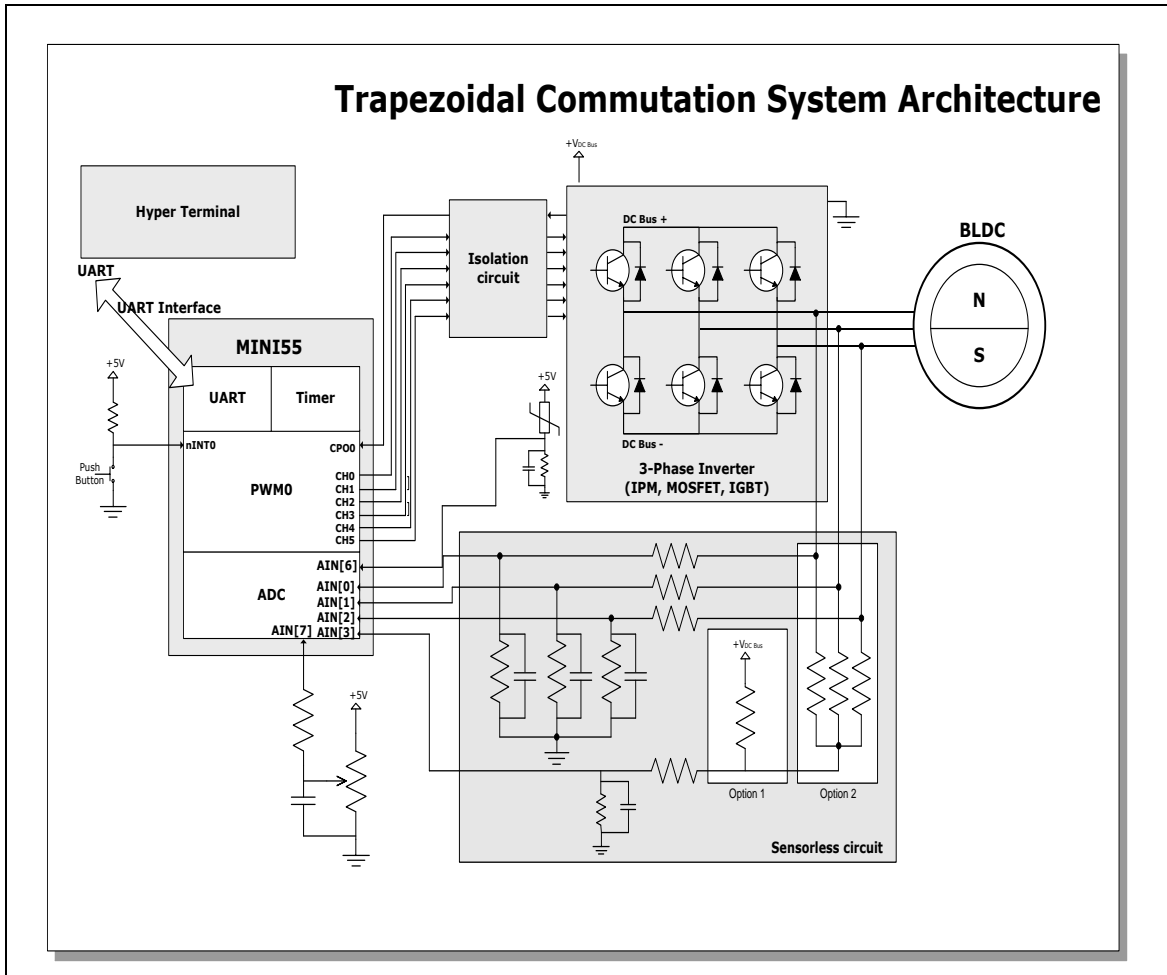 Trapezoidal Commutation System Architecture
+VDC Bus
Hyper Terminal
Isolation
circuit
DC Bus +
BLDC
N
S
UART
UART Interface
MINI55
+5V
UART
Timer
+5V
nINT0
CPO0
Push
Button
PWM0
CH0
CH1
CH2
CH3
CH4
CH5
DC Bus -
3-Phase Inverter
(IPM, MOSFET, IGBT)
ADC
AIN[6]
AIN[0]
AIN[1]
AIN[2]
AIN[7]
AIN[3]
+5V
+VDC Bus
Option 1
Option 2
Sensorless circuit